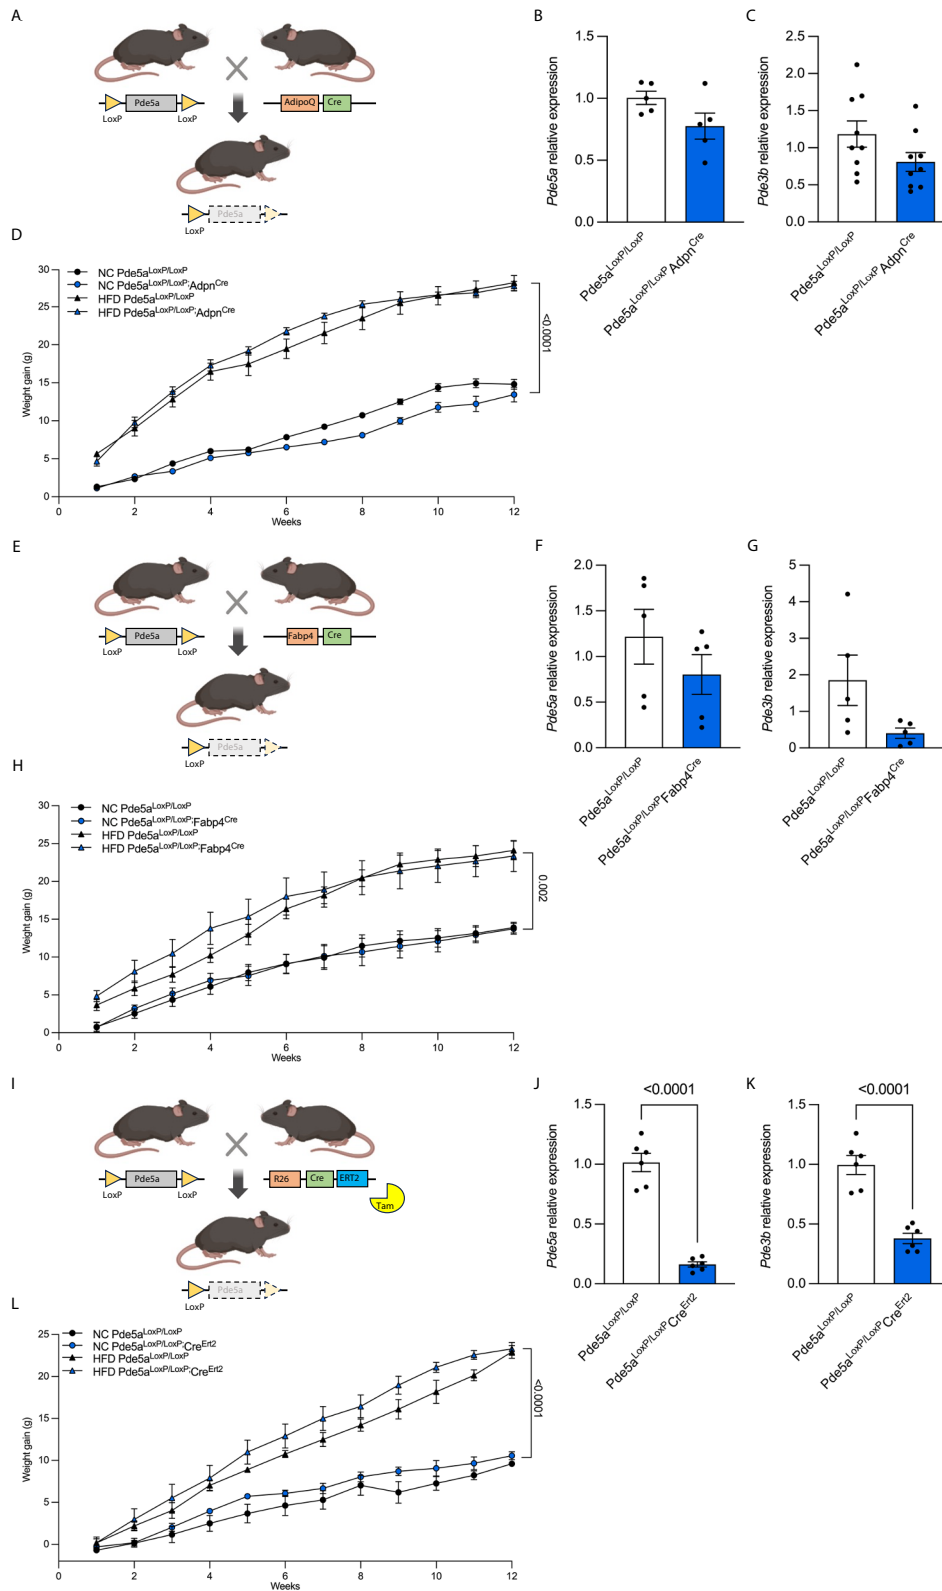 A
B
C
Pde5a
LoxP
LoxP
AdipoQ
Cre
Pde5a
LoxP
Pde5a relative expression
1.5
1.0
0.5
0.0
Pde5aLoxP/LoxP
Pde5aLoxP/LoxPAdpnCre
Pde3b relative expression
2.5
2.0
1.5
1.0
0.5
0.0
Pde5aLoxP/LoxP
Pde5aLoxP/LoxPAdpnCre
D
NC Pde5aLoxP/LoxP
NC Pde5aLoxP/LoxP;AdpnCre
HFD Pde5aLoxP/LoxP
HFD Pde5aLoxP/LoxP;AdpnCre
Weight gain (g)
30
25
20
15
10
5
0
0 2 4 6 8 10 12
Weeks
<0.0001
E
F
G
Pde5a
LoxP
LoxP
Fabp4
Cre
Pde5a
LoxP
Pde5a relative expression
2.0
1.5
1.0
0.5
0.0
Pde5aLoxP/LoxP
Pde5aLoxP/LoxPFabp4Cre
Pde3b relative expression
5
4
3
2
1
0
Pde5aLoxP/LoxP
Pde5aLoxP/LoxPFabp4Cre
H
NC Pde5aLoxP/LoxP
NC Pde5aLoxP/LoxP;Fabp4Cre
HFD Pde5aLoxP/LoxP
HFD Pde5aLoxP/LoxP;Fabp4Cre
Weight gain (g)
30
25
20
15
10
5
0
0 2 4 6 8 10 12
Weeks
0.002
I
J
K
Pde5a
LoxP
LoxP
R26
Cre
ERT2
Tam
Pde5a
LoxP
<0.0001
Pde5a relative expression
1.5
1.0
0.5
0.0
Pde5aLoxP/LoxP
Pde5aLoxP/LoxPCreErt2
<0.0001
Pde3b relative expression
1.5
1.0
0.5
0.0
Pde5aLoxP/LoxP
Pde5aLoxP/LoxPCreErt2
L
NC Pde5aLoxP/LoxP
NC Pde5aLoxP/LoxP;CreErt2
HFD Pde5aLoxP/LoxP
HFD Pde5aLoxP/LoxP;CreErt2
Weight gain (g)
25
20
15
10
5
0
0 2 4 6 8 10 12
Weeks
<0.0001